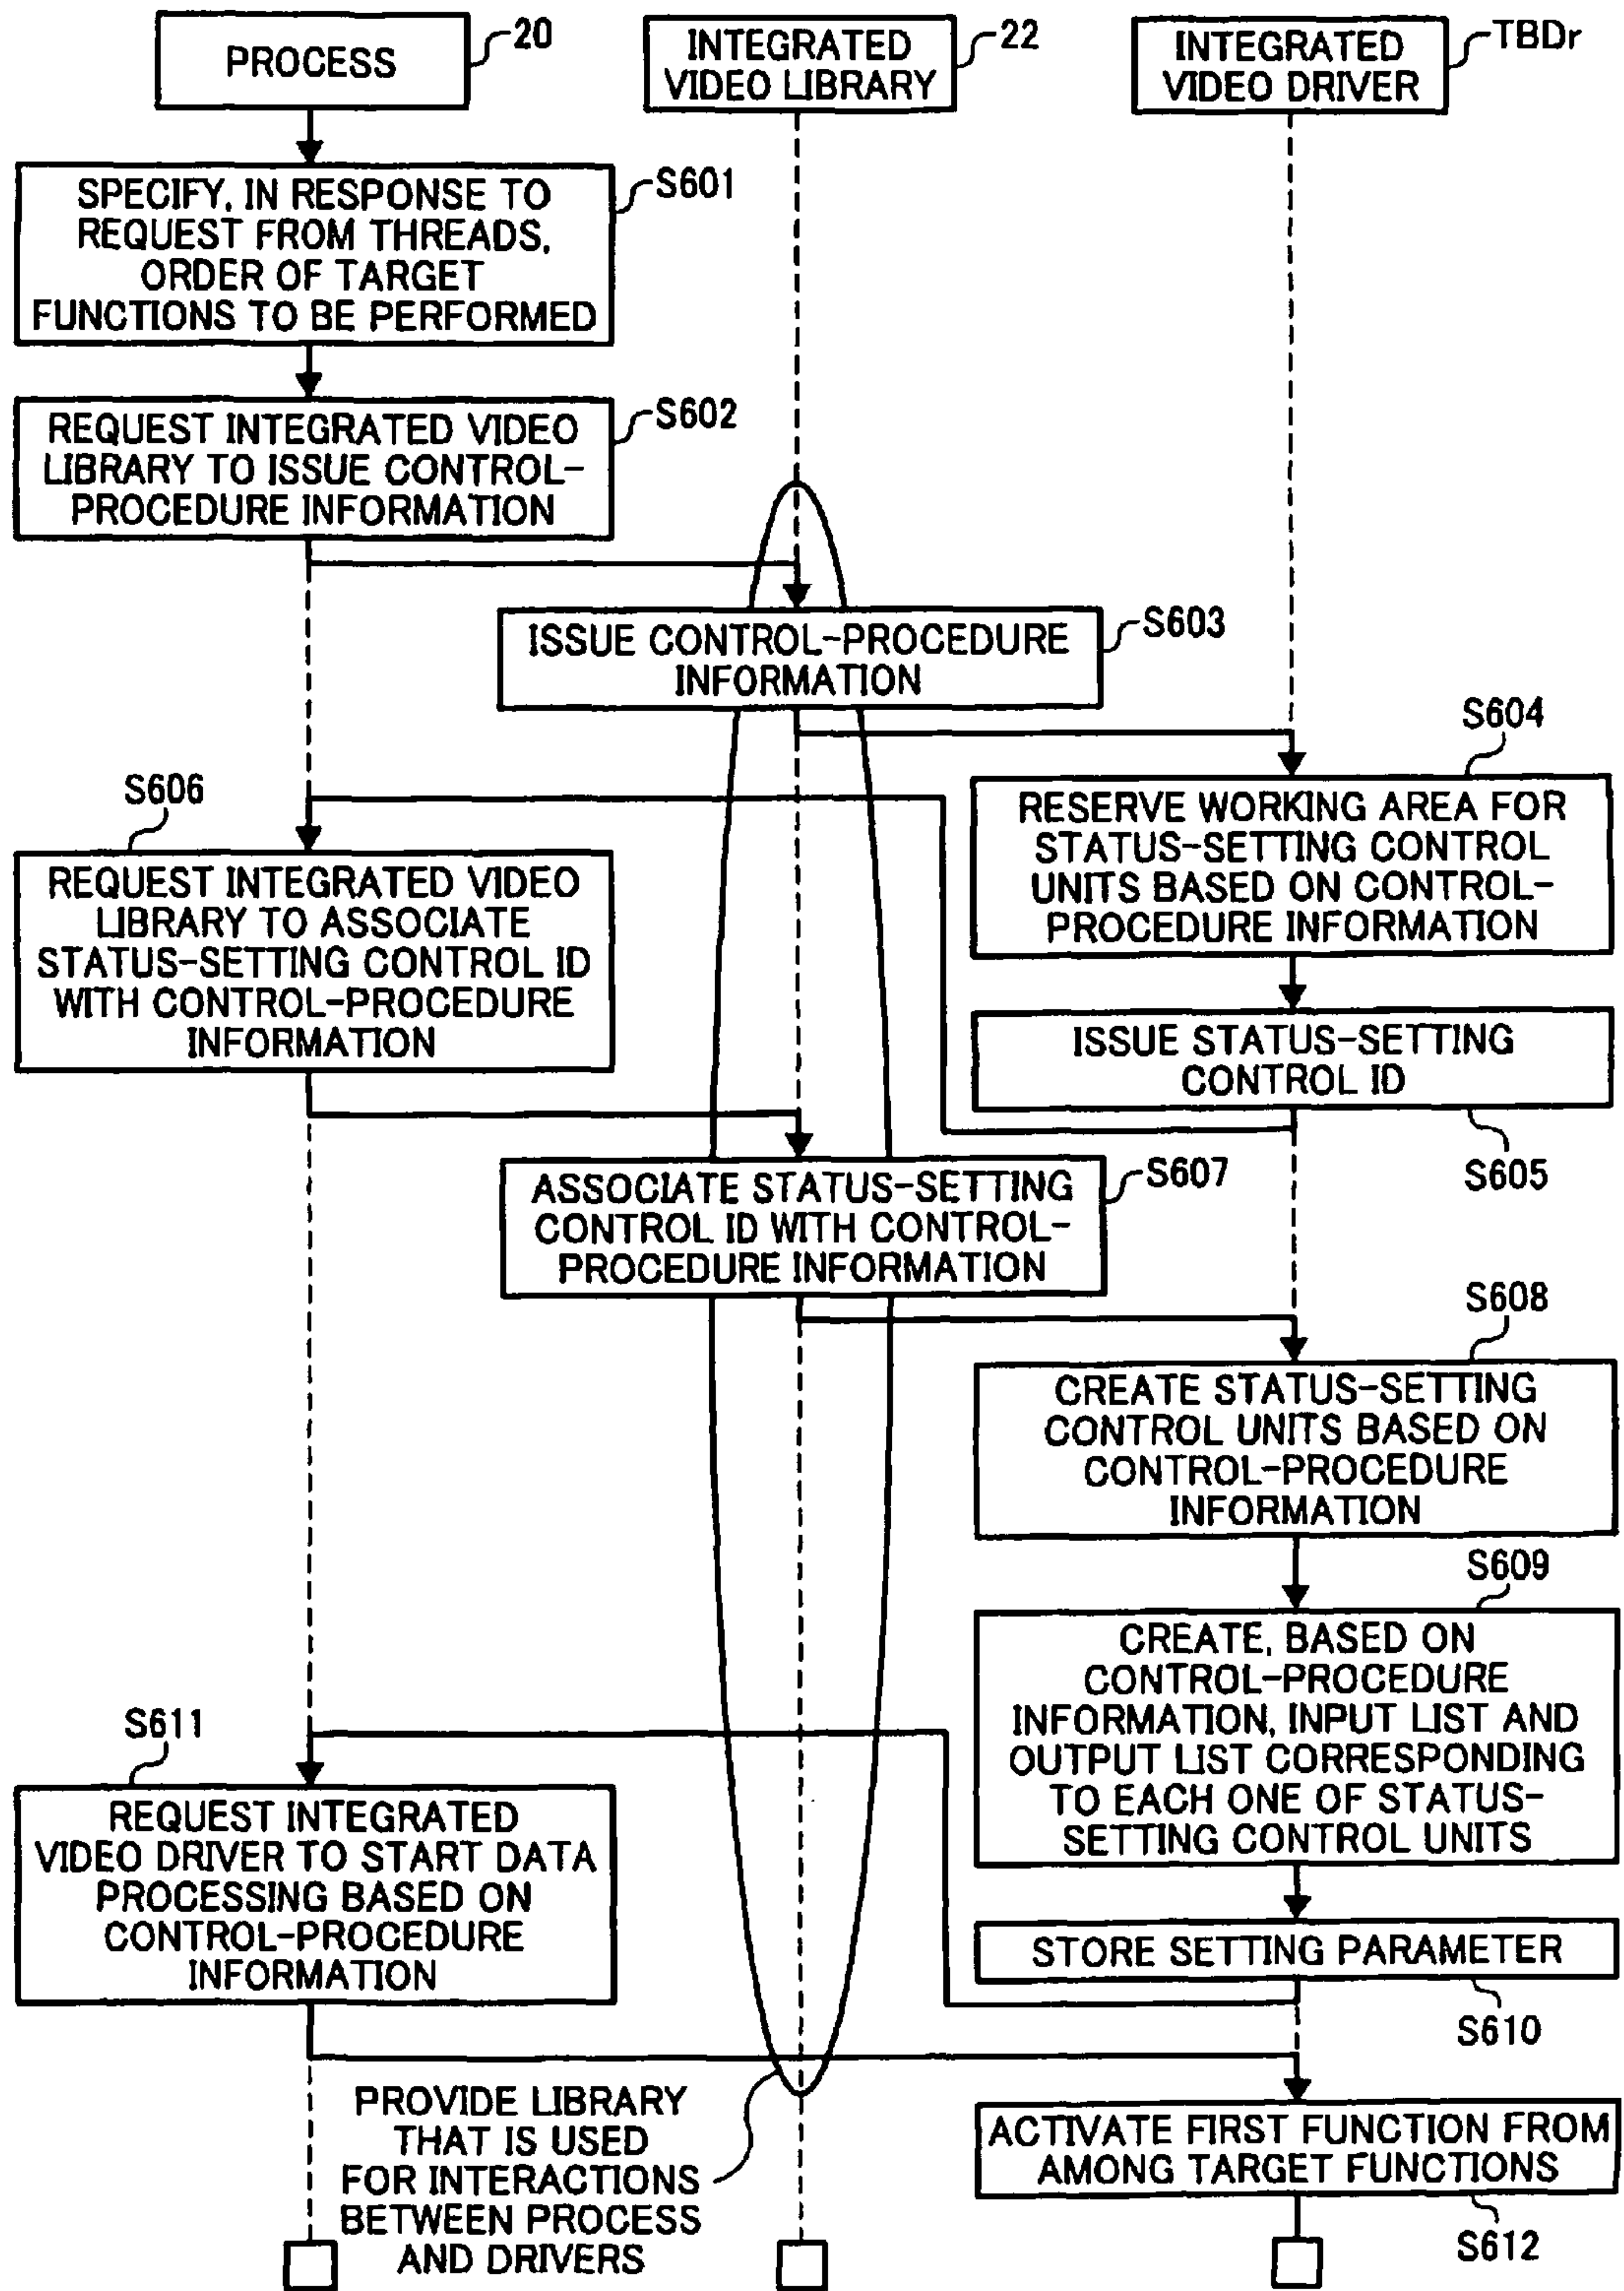 PROCESS
20
INTEGRATED
VIDEO LIBRARY
22
INTEGRATED
VIDEO DRIVER
TBDr
SPECIFY, IN RESPONSE TO
REQUEST FROM THREADS,
ORDER OF TARGET
FUNCTIONS TO BE PERFORMED
S601
REQUEST INTEGRATED VIDEO
LIBRARY TO ISSUE CONTROL-
PROCEDURE INFORMATION
S602
ISSUE CONTROL-PROCEDURE
INFORMATION
S603
S604
RESERVE WORKING AREA FOR
STATUS-SETTING CONTROL
UNITS BASED ON CONTROL-
PROCEDURE INFORMATION
ISSUE STATUS-SETTING
CONTROL ID
S605
S606
REQUEST INTEGRATED VIDEO
LIBRARY TO ASSOCIATE
STATUS-SETTING CONTROL ID
WITH CONTROL-PROCEDURE
INFORMATION
ASSOCIATE STATUS-SETTING
CONTROL ID WITH CONTROL-
PROCEDURE INFORMATION
S607
S608
CREATE STATUS-SETTING
CONTROL UNITS BASED ON
CONTROL-PROCEDURE
INFORMATION
S609
CREATE, BASED ON
CONTROL-PROCEDURE
INFORMATION, INPUT LIST AND
OUTPUT LIST CORRESPONDING
TO EACH ONE OF STATUS-
SETTING CONTROL UNITS
STORE SETTING PARAMETER
S610
S611
REQUEST INTEGRATED
VIDEO DRIVER TO START DATA
PROCESSING BASED ON
CONTROL-PROCEDURE
INFORMATION
PROVIDE LIBRARY
THAT IS USED
FOR INTERACTIONS
BETWEEN PROCESS
AND DRIVERS
ACTIVATE FIRST FUNCTION FROM
AMONG TARGET FUNCTIONS
S612